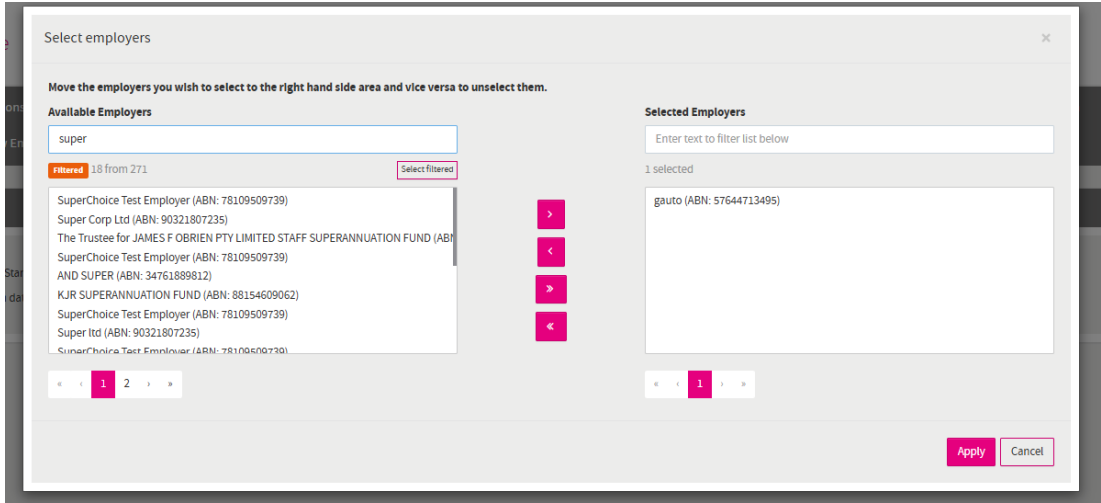 Select employers
×
Move the employers you wish to select to the right hand side area and vice versa to unselect them.
Available Employers
super
Filtered 18 from 271
Select filtered
SuperChoice Test Employer (ABN: 78109509739)
Super Corp Ltd (ABN: 90321807235)
The Trustee for JAMES F OBRIEN PTY LIMITED STAFF SUPERANNUATION FUND (ABN
SuperChoice Test Employer (ABN: 78109509739)
AND SUPER (ABN: 34761889812)
KJR SUPERANNUATION FUND (ABN: 88154609062)
SuperChoice Test Employer (ABN: 78109509739)
Super ltd (ABN: 90321807235)
SuperChoice Test Employer (ABN: 78109509739)
« ‹ 1 2 › »
> 
<
»
«
Selected Employers
Enter text to filter list below
1 selected
gauto (ABN: 57644713495)
« ‹ 1 › »
Apply
Cancel